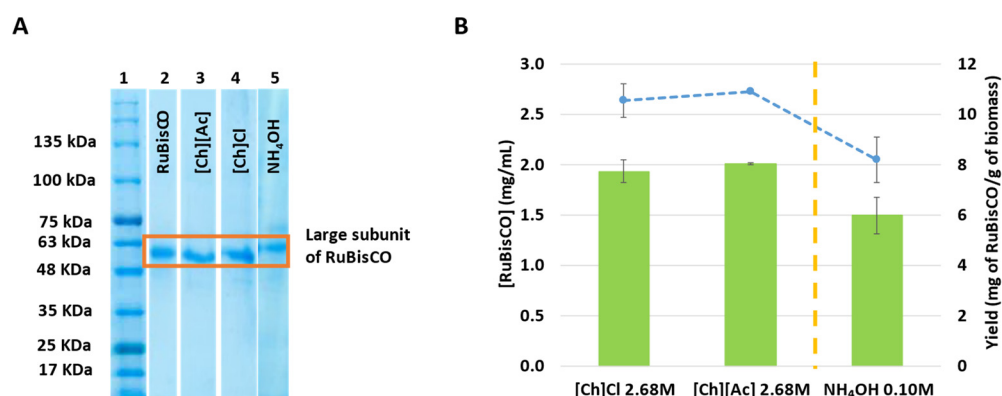 A
1 2 3 4 5
RuBisCO
[Ch][Ac]
[Ch]Cl
NH₄OH
135 kDa
100 kDa
75 kDa
63 kDa
48 KDa
35 KDa
25 KDa
17 KDa
Large subunit
of RuBisCO
B
[RuBisCO] (mg/mL)
3.0
2.5
2.0
1.5
1.0
0.5
0.0
12
10
8
6
4
2
0
Yield (mg of RuBisCO/g of biomass)
[Ch]Cl 2.68M [Ch][Ac] 2.68M NH₄OH 0.10M